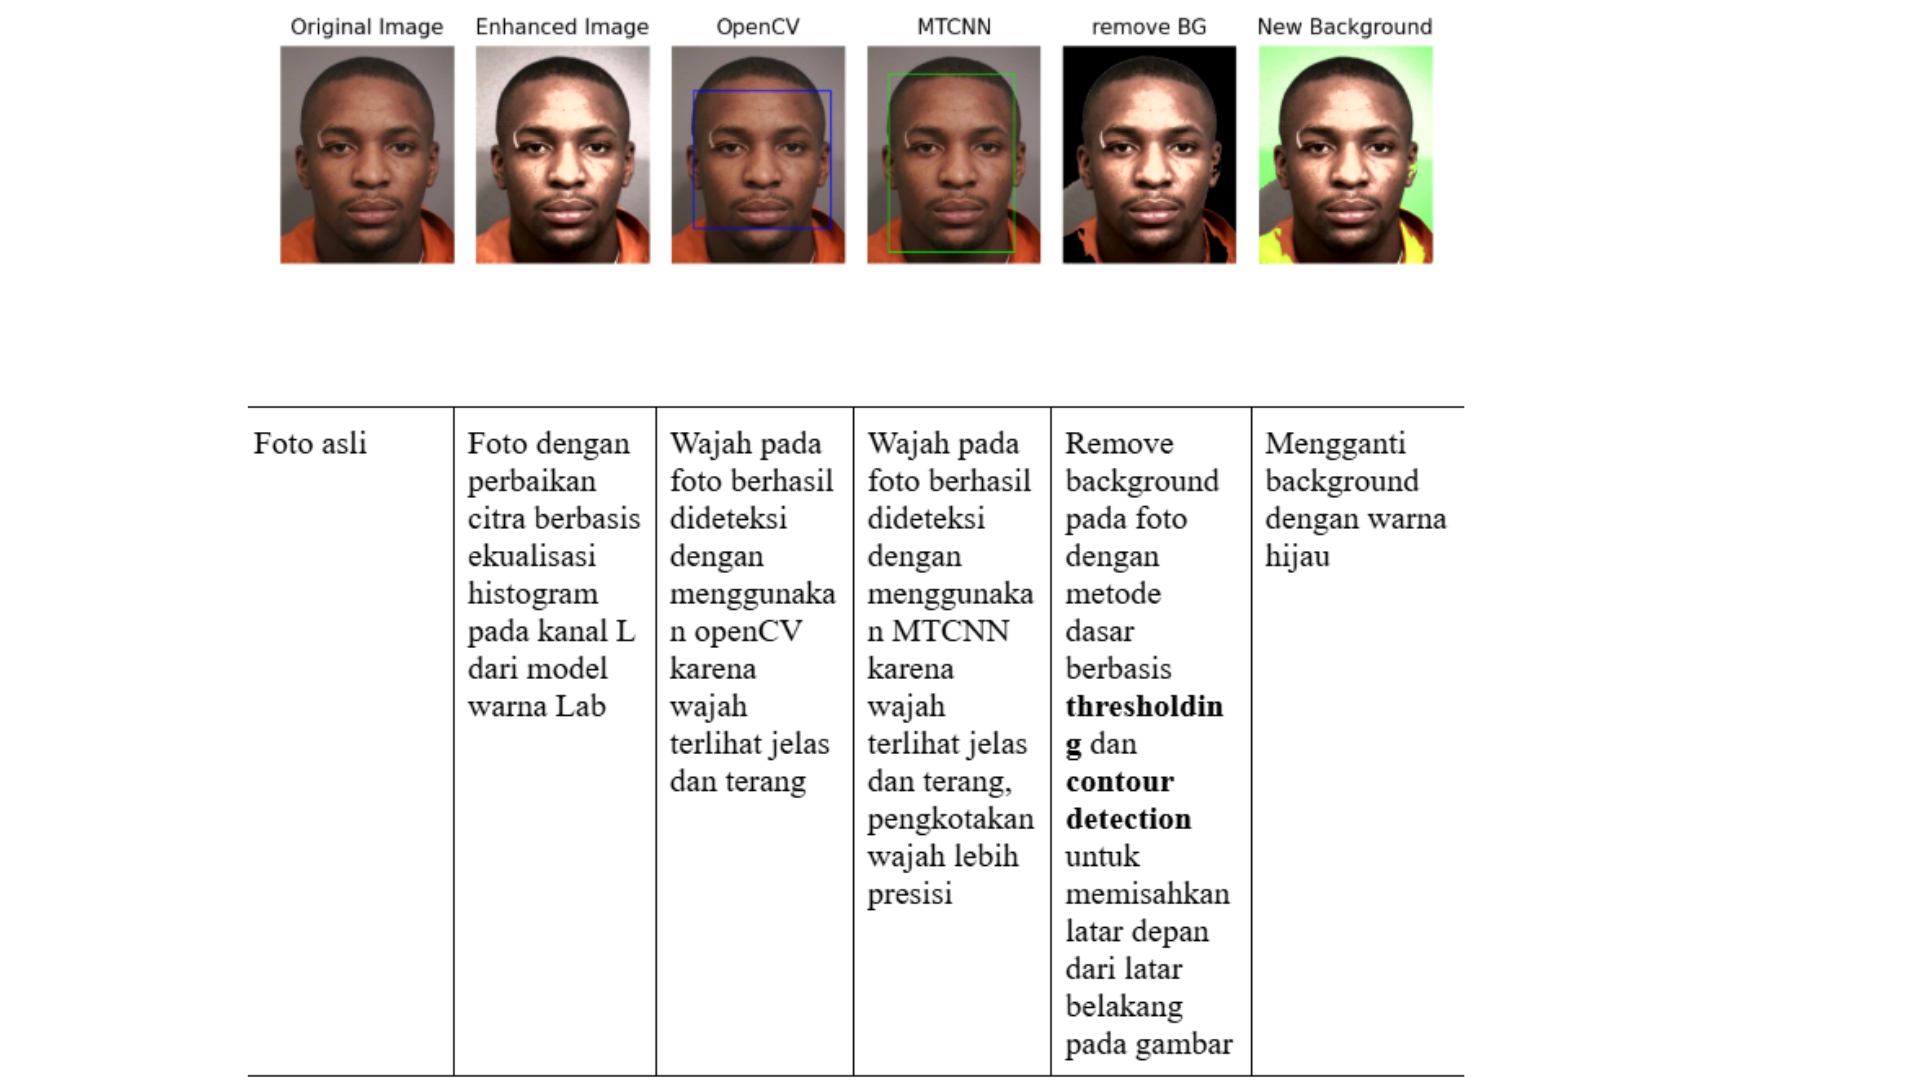 Original Image
Enhanced Image
OpenCV
MTCNN
remove BG
New Background
Foto asli
Foto dengan
perbaikan
citra berbasis
ekualisasi
histogram
pada kanal L
dari model
warna Lab
Wajah pada
foto berhasil
dideteksi
dengan
menggunaka
n openCV
karena
wajah
terlihat jelas
dan terang
Wajah pada
foto berhasil
dideteksi
dengan
menggunaka
n MTCNN
karena
wajah
terlihat jelas
dan terang,
pengkotakan
wajah lebih
presisi
Remove
background
pada foto
dengan
metode
dasar
berbasis
thresholdin
g dan
contour
detection
untuk
memisahkan
latar depan
dari latar
belakang
pada gambar
Mengganti
background
dengan warna
hijau